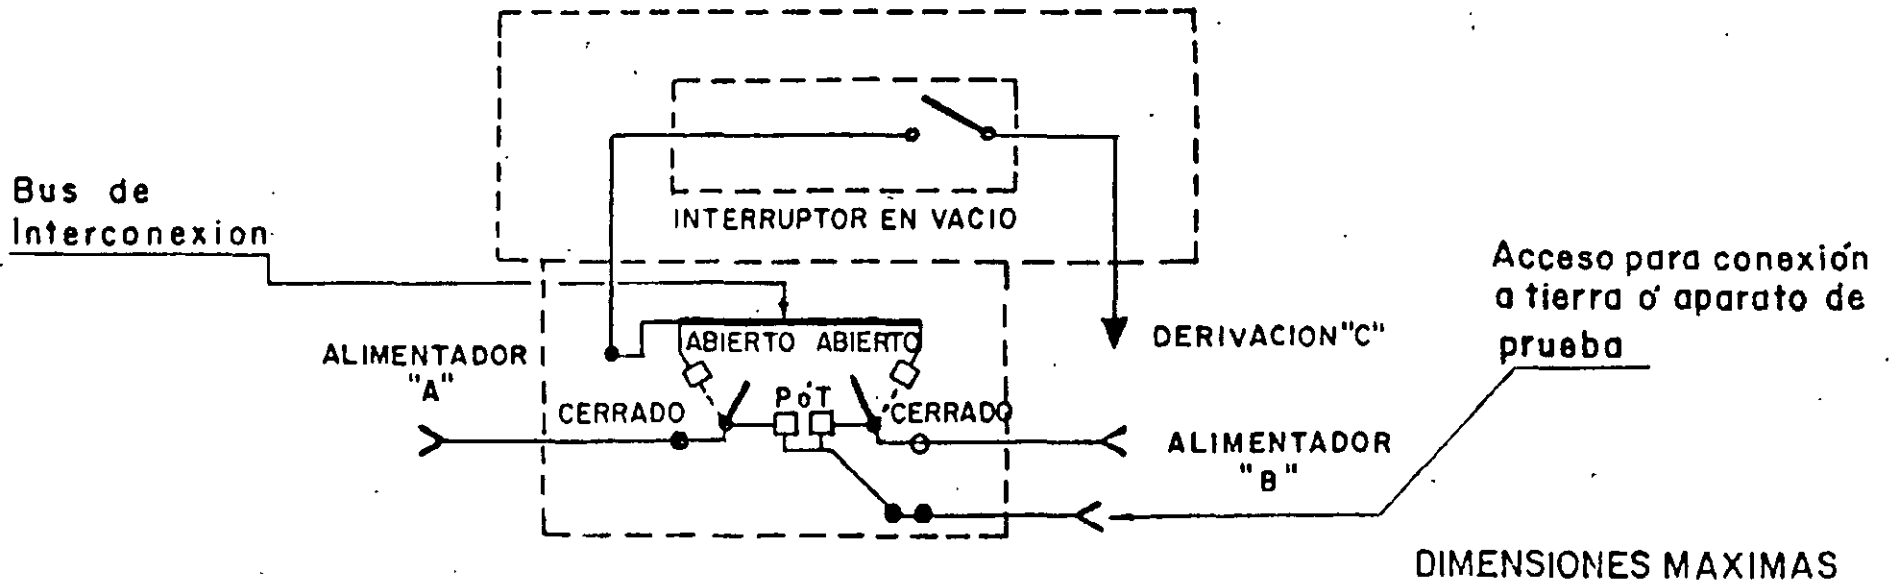 INTERRUPTOR EN VACIO
Bus de
Interconexion
Acceso para conexión
a tierra ó aparato de
prueba
ABIERTO ABIERTO
DERIVACION "C"
ALIMENTADOR
"A"
P ó T
CERRADO
CERRADO
ALIMENTADOR
"B"
DIMENSIONES MAXIMAS